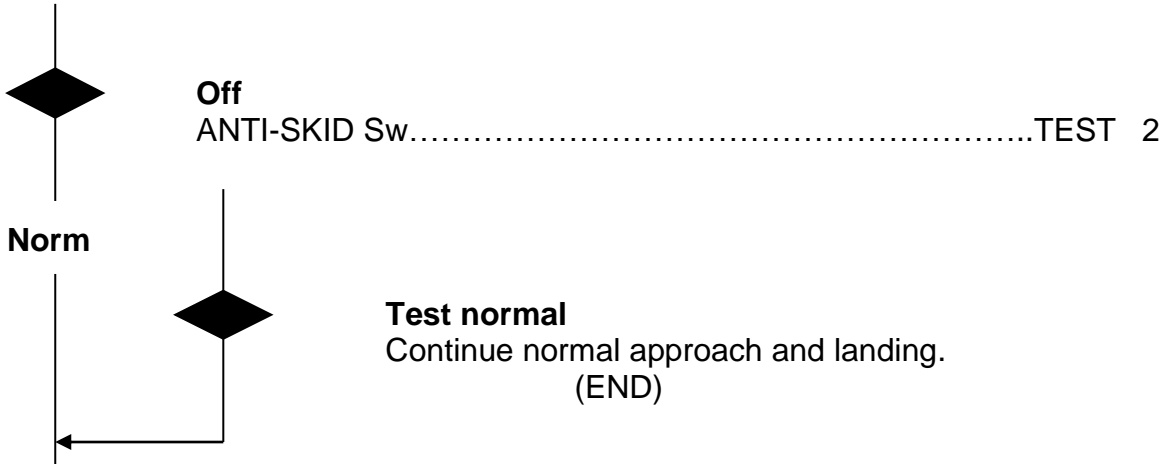 Off
ANTI-SKID Sw…………………………………………………..TEST 2
Norm
Test normal
Continue normal approach and landing.
(END)